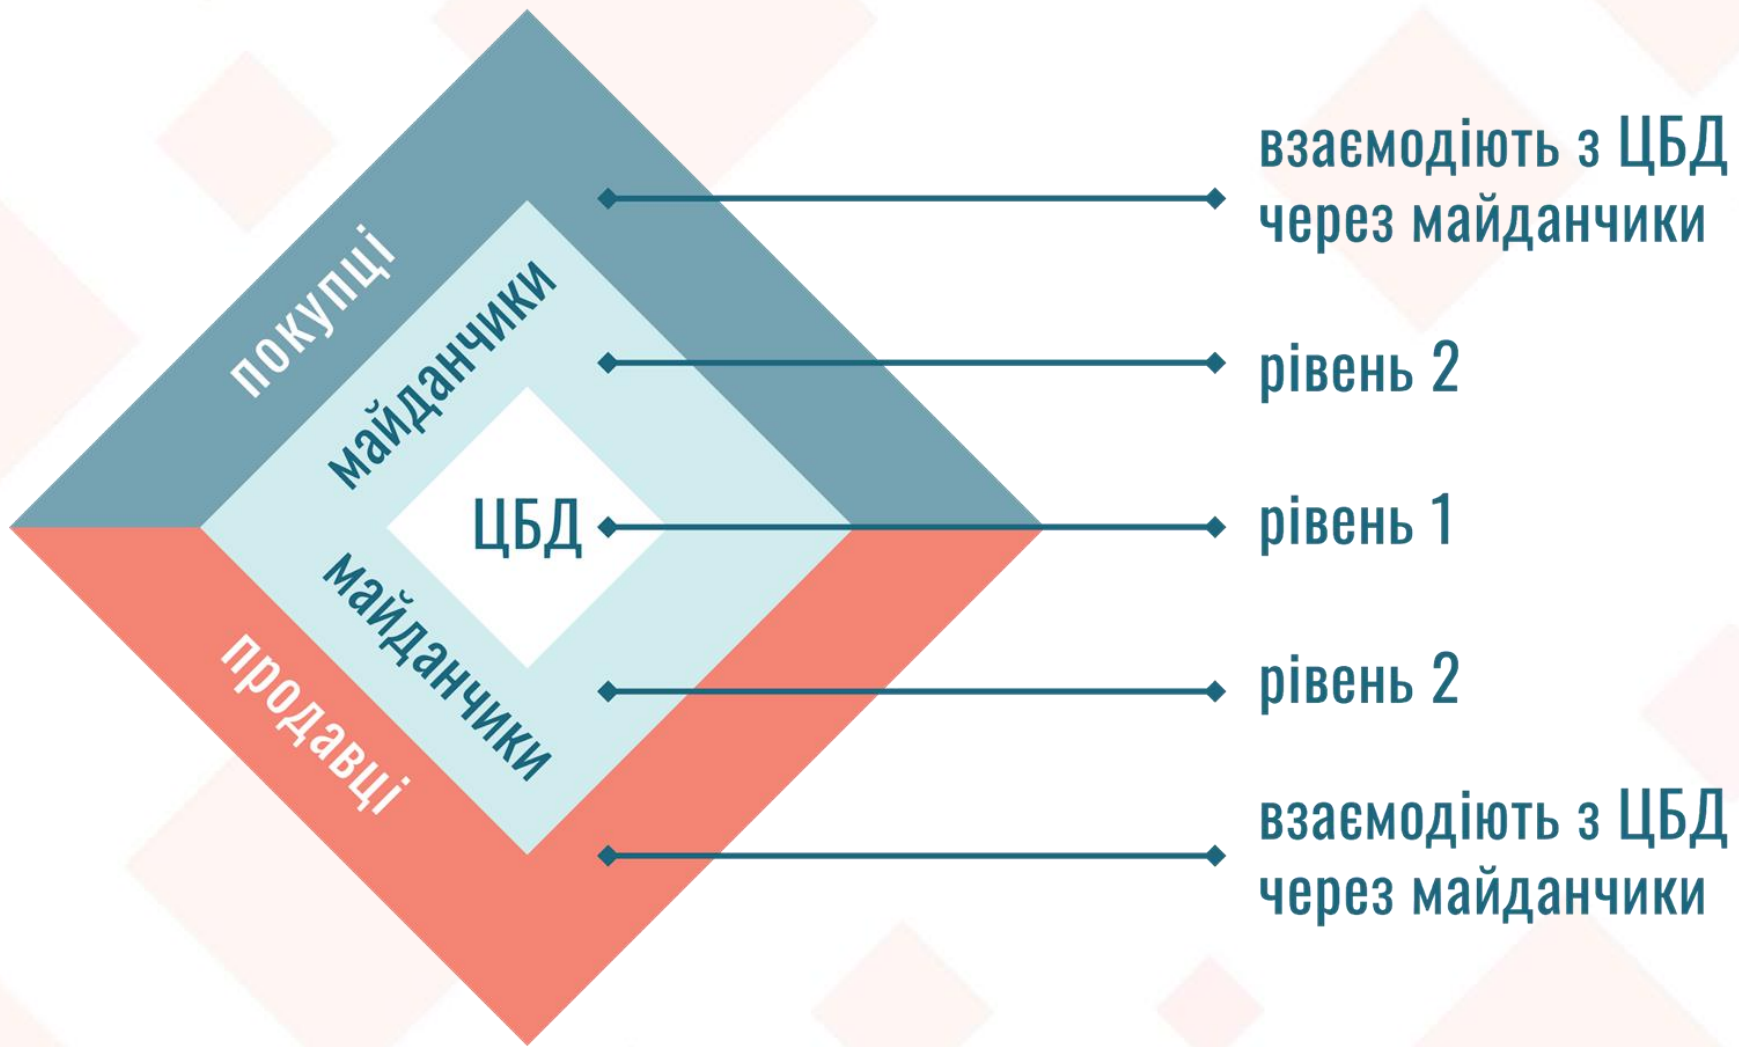 взаємодіють з ЦБД
через майданчики
покупці
майданчики
рівень 2
ЦБД
рівень 1
майданчики
рівень 2
продавці
взаємодіють з ЦБД
через майданчики